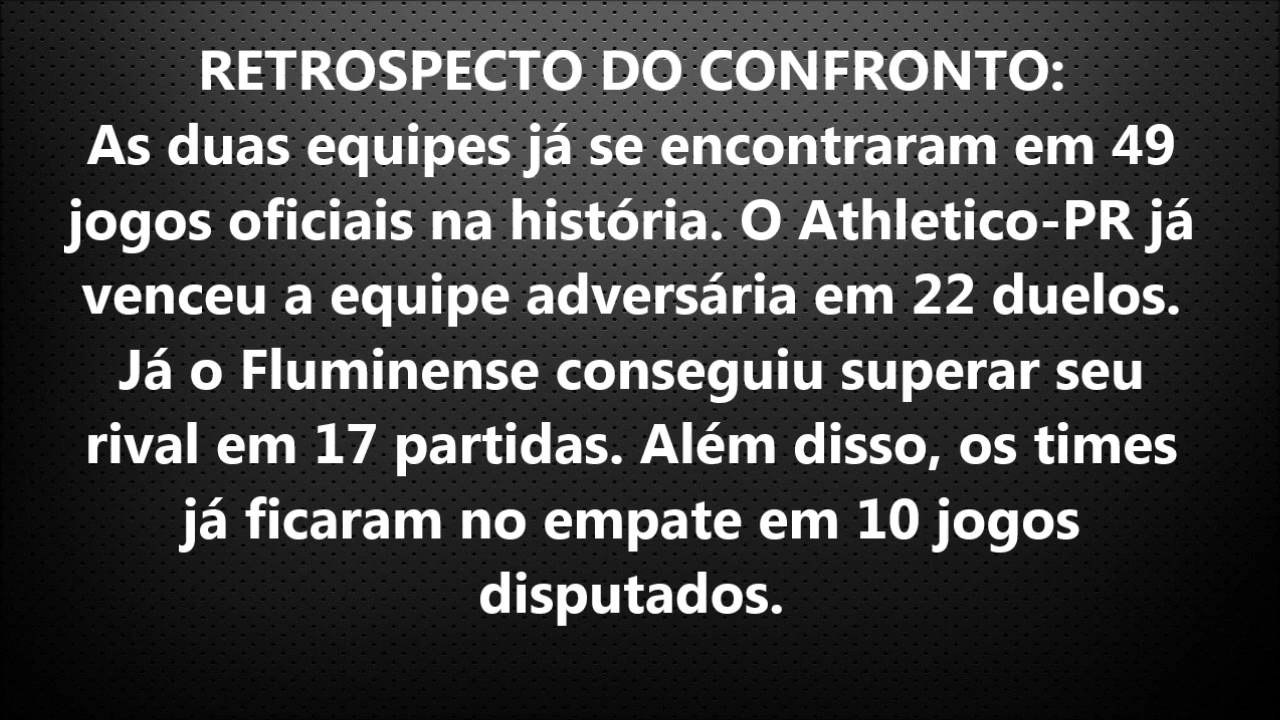 RETROSPECTO DO CONFRONTO:
As duas equipes já se encontraram em 49
jogos oficiais na história. O Athletico-PR já
venceu a equipe adversária em 22 duelos.
Já o Fluminense conseguiu superar seu
rival em 17 partidas. Além disso, os times
já ficaram no empate em 10 jogos
disputados.